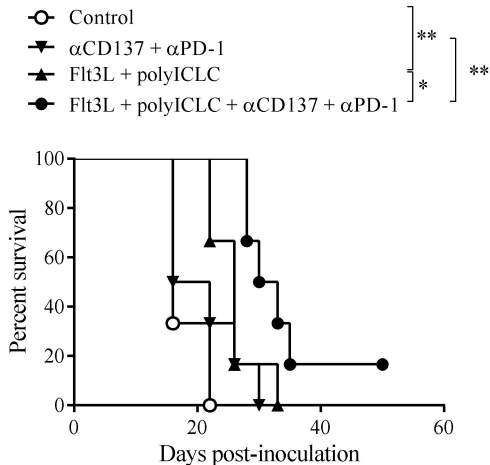 Control
**
αCD137 + αPD-1
**
Flt3L + polyICLC
*
Flt3L + polyICLC + αCD137 + αPD-1
100
80
60
40
20
0
Percent survival
0 20 40 60
Days post-inoculation